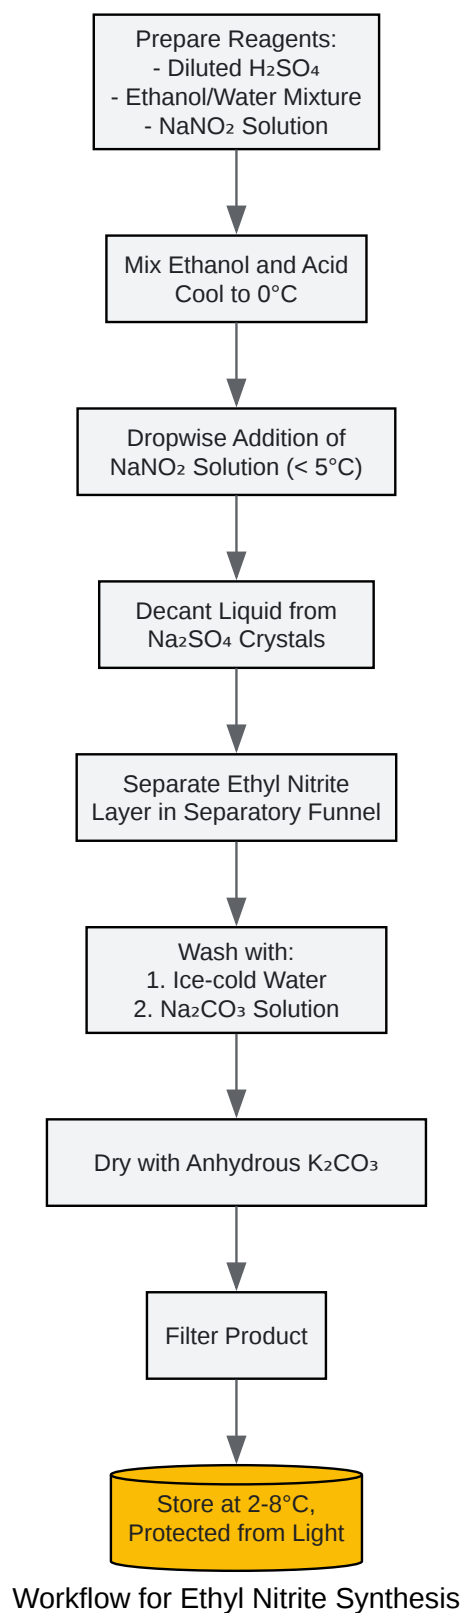 Prepare Reagents:
- Diluted H₂SO₄
- Ethanol/Water Mixture
- NaNO₂ Solution
Mix Ethanol and Acid
Cool to 0°C
Dropwise Addition of
NaNO₂ Solution (< 5°C)
Decant Liquid from
Na₂SO₄ Crystals
Separate Ethyl Nitrite
Layer in Separatory Funnel
Wash with:
1. Ice-cold Water
2. Na₂CO₃ Solution
Dry with Anhydrous K₂CO₃
Filter Product
Store at 2-8°C,
Protected from Light
Workflow for Ethyl Nitrite Synthesis